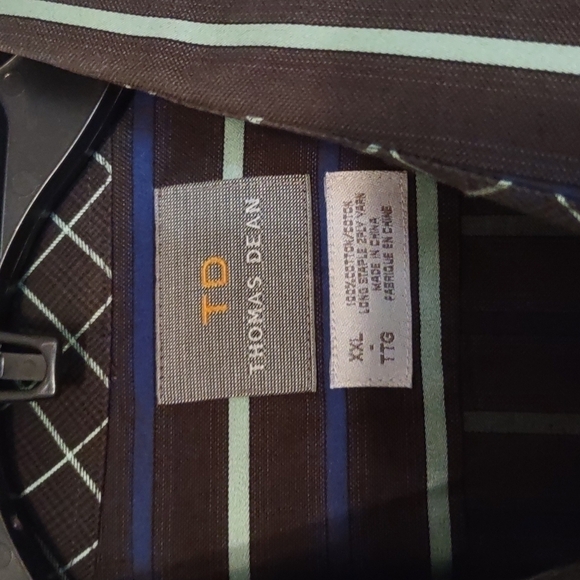 TD
THOMAS DEAN
100% COTTON/COTON
LONG STAPLE 2PLY YARN
MADE IN CHINA
FABRIQUE EN CHINE
XXL
-
TTG